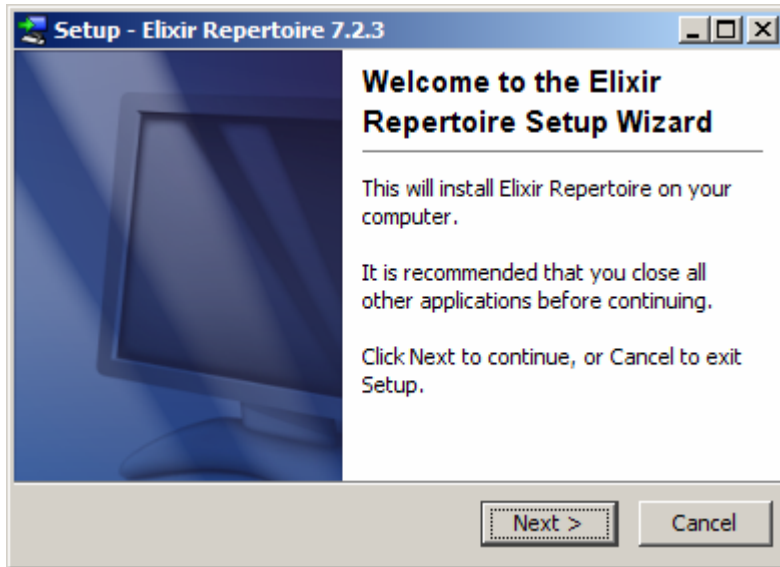 Setup - Elixir Repertoire 7.2.3
Welcome to the Elixir
Repertoire Setup Wizard
This will install Elixir Repertoire on your
computer.
It is recommended that you close all
other applications before continuing.
Click Next to continue, or Cancel to exit
Setup.
Next >
Cancel